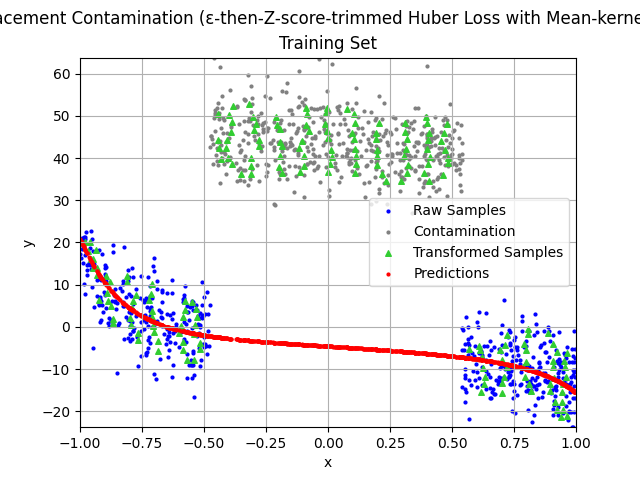 acement Contamination (ε-then-Z-score-trimmed Huber Loss with Mean-kerne
Training Set
60
50
40
30
20
10
0
−10
−20
y
Raw Samples
Contamination
Transformed Samples
Predictions
−1.00 −0.75 −0.50 −0.25 0.00 0.25 0.50 0.75 1.00
x